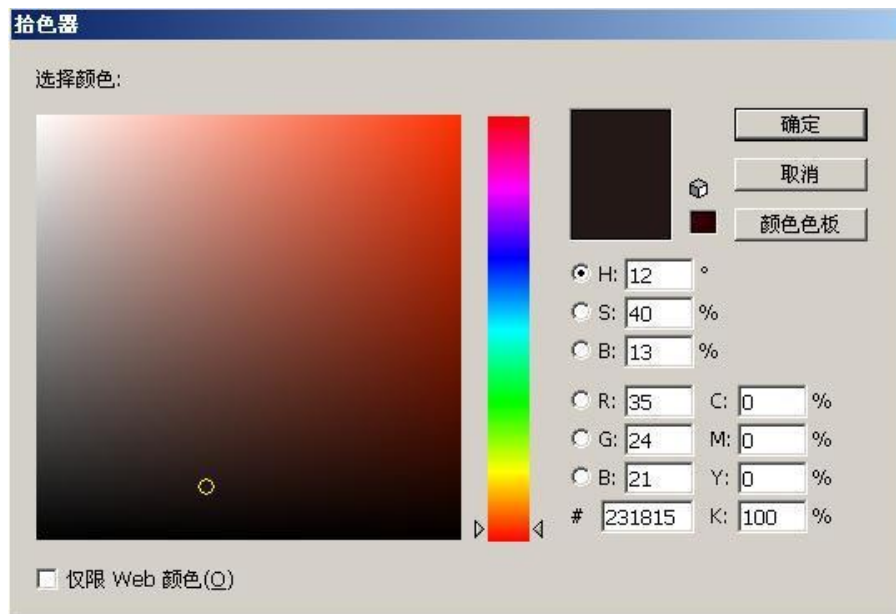 拾色器
选择颜色:
确定
取消
颜色色板
H: 12 °
S: 40 %
B: 13 %
R: 35 C: 0 %
G: 24 M: 0 %
B: 21 Y: 0 %
# 231815 K: 100 %
仅限 Web 颜色(O)